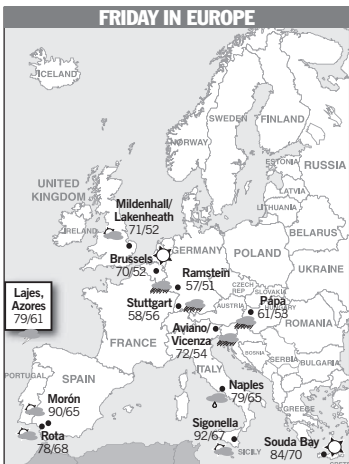 FRIDAY IN EUROPE
ICELAND
SWEDEN
FINLAND
NORWAY
ESTONIA
RUSSIA
LATVIA
LITHUANIA
UNITED
KINGDOM
Mildenhall/
Lakenheath
71/52
IRELAND
BELARUS
Brussels
70/52
GERMANY
POLAND
Ramstein
57/51
UKRAINE
Lajes,
Azores
79/61
CZECH
REP
SLOVAKIA
Stuttgart
58/56
AUSTRIA
Pápa
61/53
HUNGARY
FRANCE
Aviano/
Vicenza
72/54
ROMANIA
BOSNIA
SERBIA
BULGARIA
ITALY
PORTUGAL
SPAIN
Morón
90/65
Naples
79/65
GREECE
Rota
78/68
Sigonella
92/67
SICILY
Souda Bay
84/70